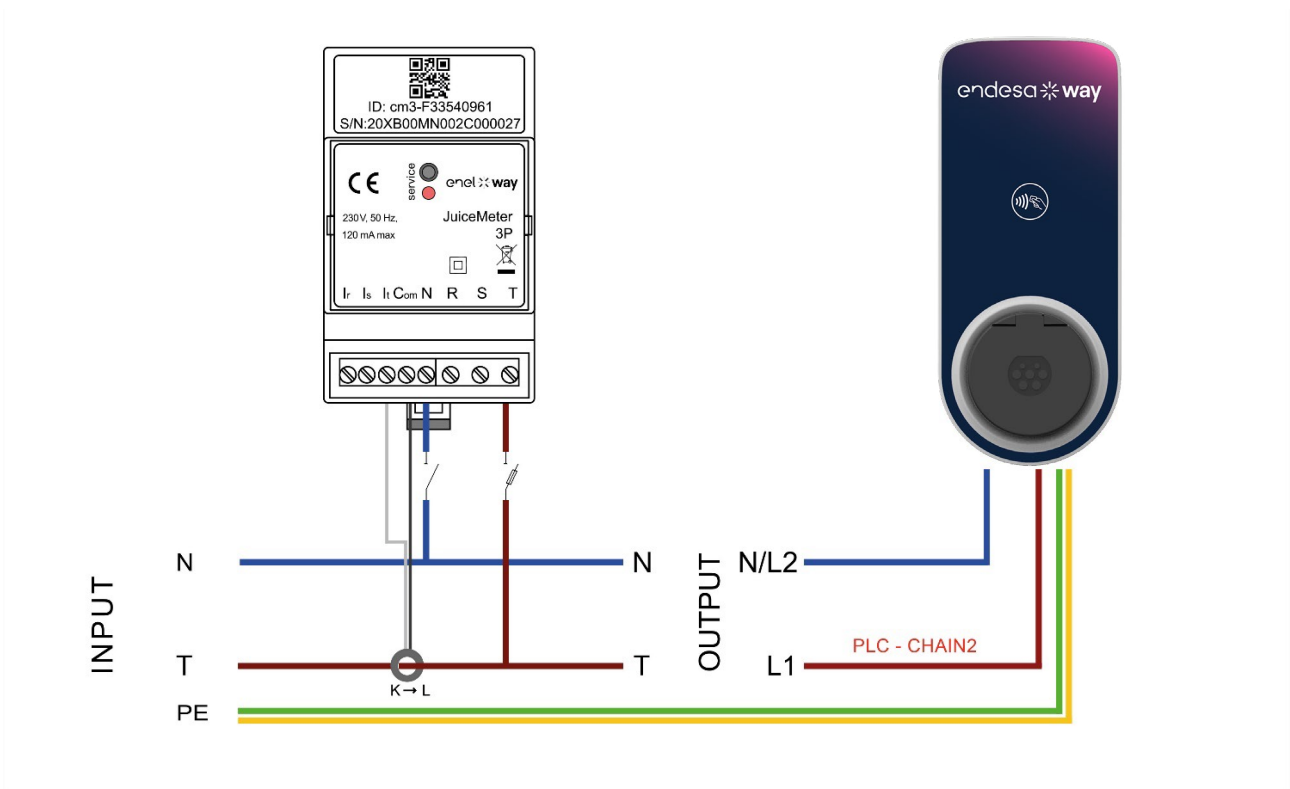 ID: cm3-F33540961
S/N:20XB00MN002C000027
CE
service
enel way
230V, 50 Hz,
120 mA max
JuiceMeter
3P
Ir Is It Com N R S T
endesa way
INPUT
N
T
PE
K→L
N
T
OUTPUT
N/L2
L1
PLC - CHAIN2